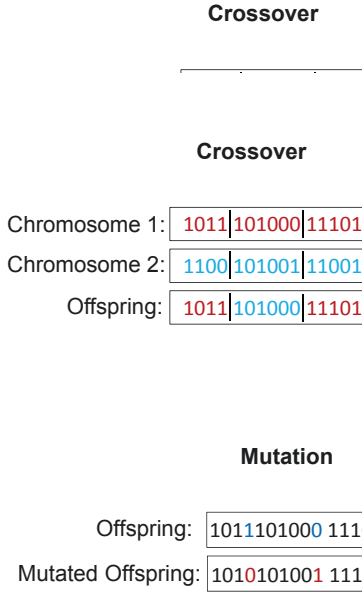 Crossover
Crossover
Chromosome 1: 1011|101000|11101
Chromosome 2: 1100|101001|11001
Offspring: 1011|101000|11101
Mutation
Offspring: 1011101000 111
Mutated Offspring: 1010101001 111